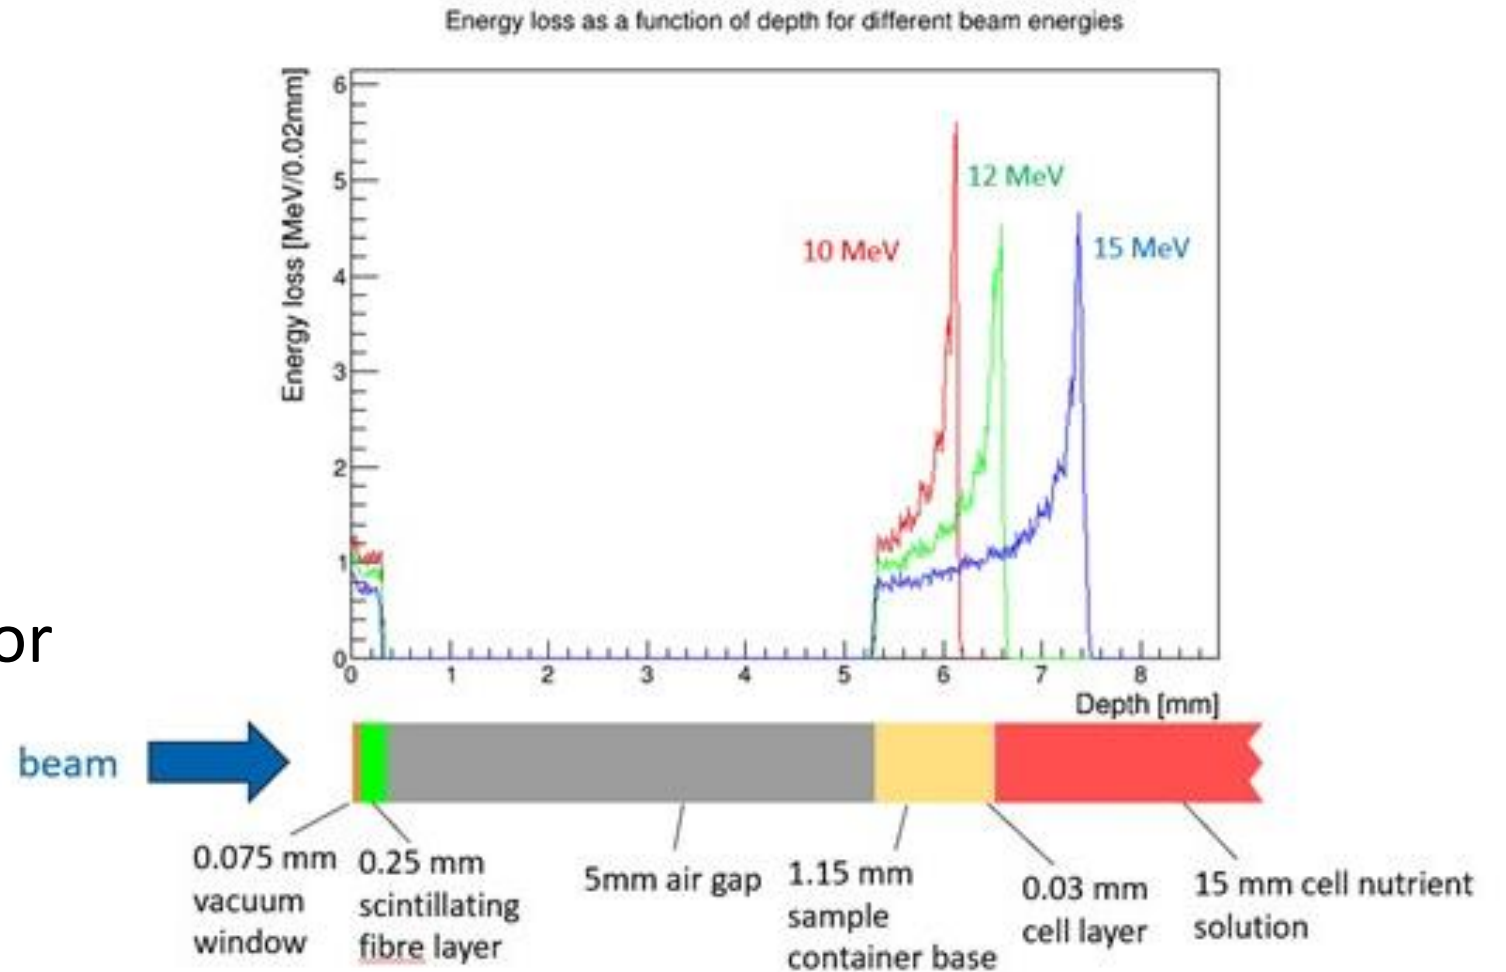 Energy loss as a function of depth for different beam energies
Energy loss [MeV/0.02mm]
6
5
4
3
2
1
0
12 MeV
10 MeV
15 MeV
0 1 2 3 4 5 6 7 8
Depth [mm]
or
beam
0.075 mm
vacuum
window
0.25 mm
scintillating
fibre layer
5mm air gap
1.15 mm
sample
container base
0.03 mm
cell layer
15 mm cell nutrient
solution